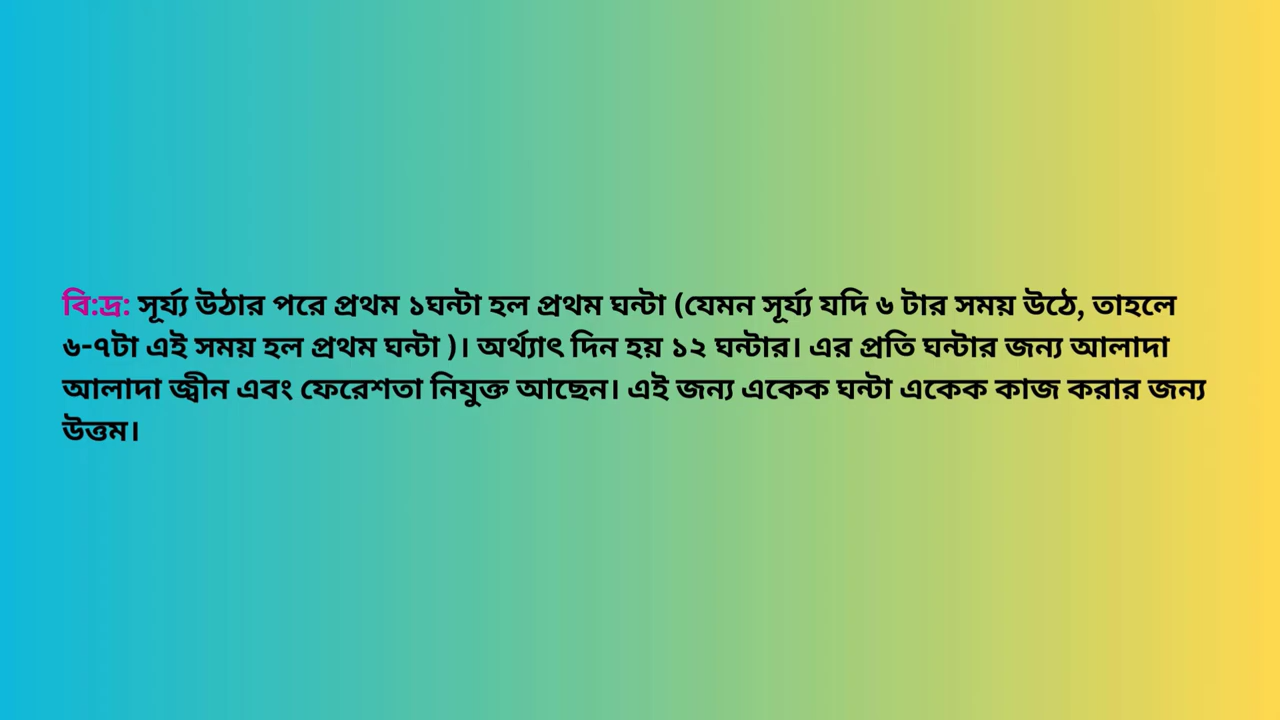 বি:দ্র: সূর্য্য উঠার পরে প্রথম ১ঘন্টা হল প্রথম ঘন্টা (যেমন সূর্য্য যদি ৬ টার সময় উঠে, তাহলে
৬-৭টা এই সময় হল প্রথম ঘন্টা )। অর্থ্যাৎ দিন হয় ১২ ঘন্টার। এর প্রতি ঘন্টার জন্য আলাদা
আলাদা জ্বীন এবং ফেরেশতা নিযুক্ত আছেন। এই জন্য একেক ঘন্টা একেক কাজ করার জন্য
উত্তম।